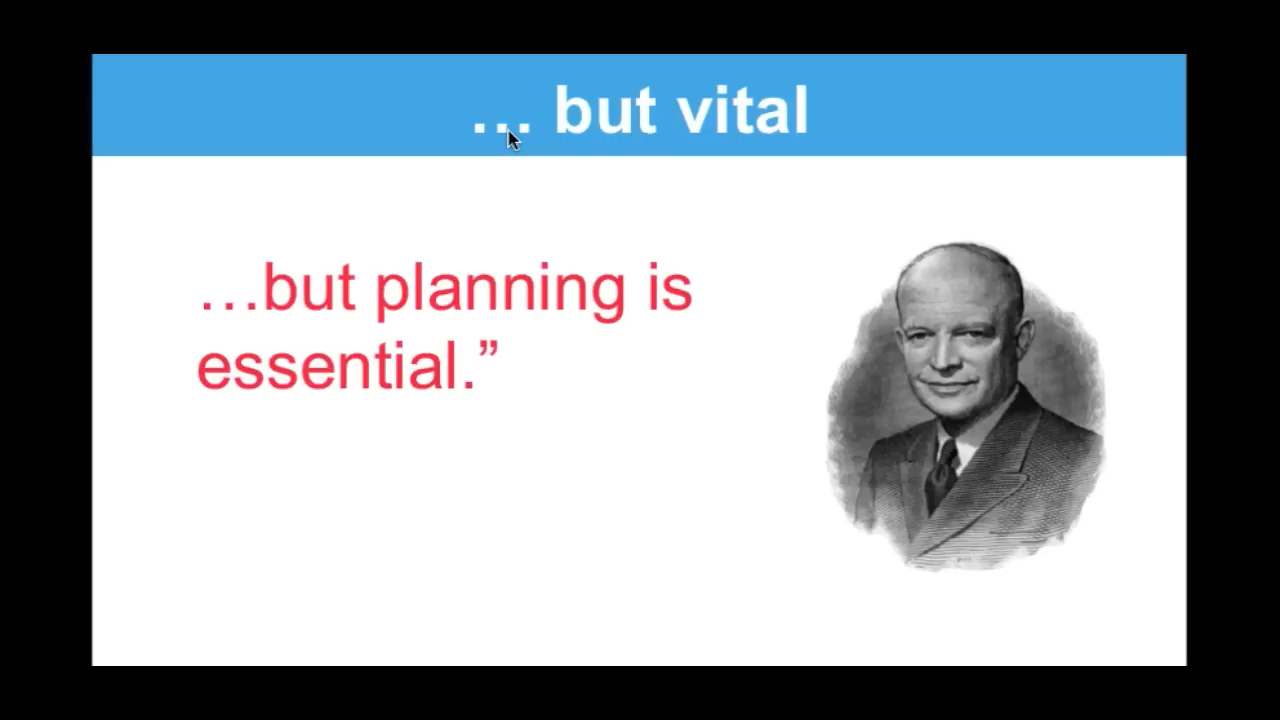 … but vital
…but planning is
essential.”